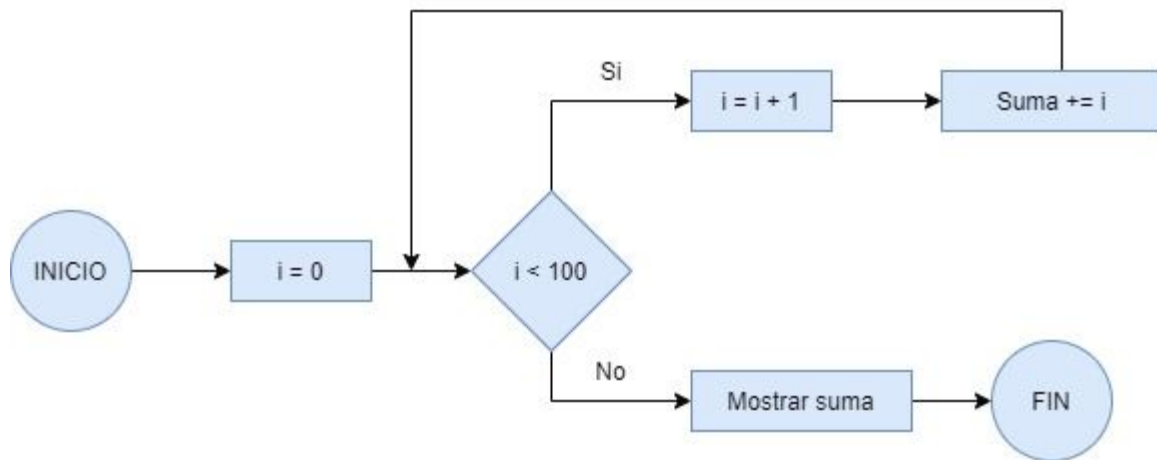 INICIO
i = 0
i < 100
Si
i = i + 1
Suma += i
No
Mostrar suma
FIN